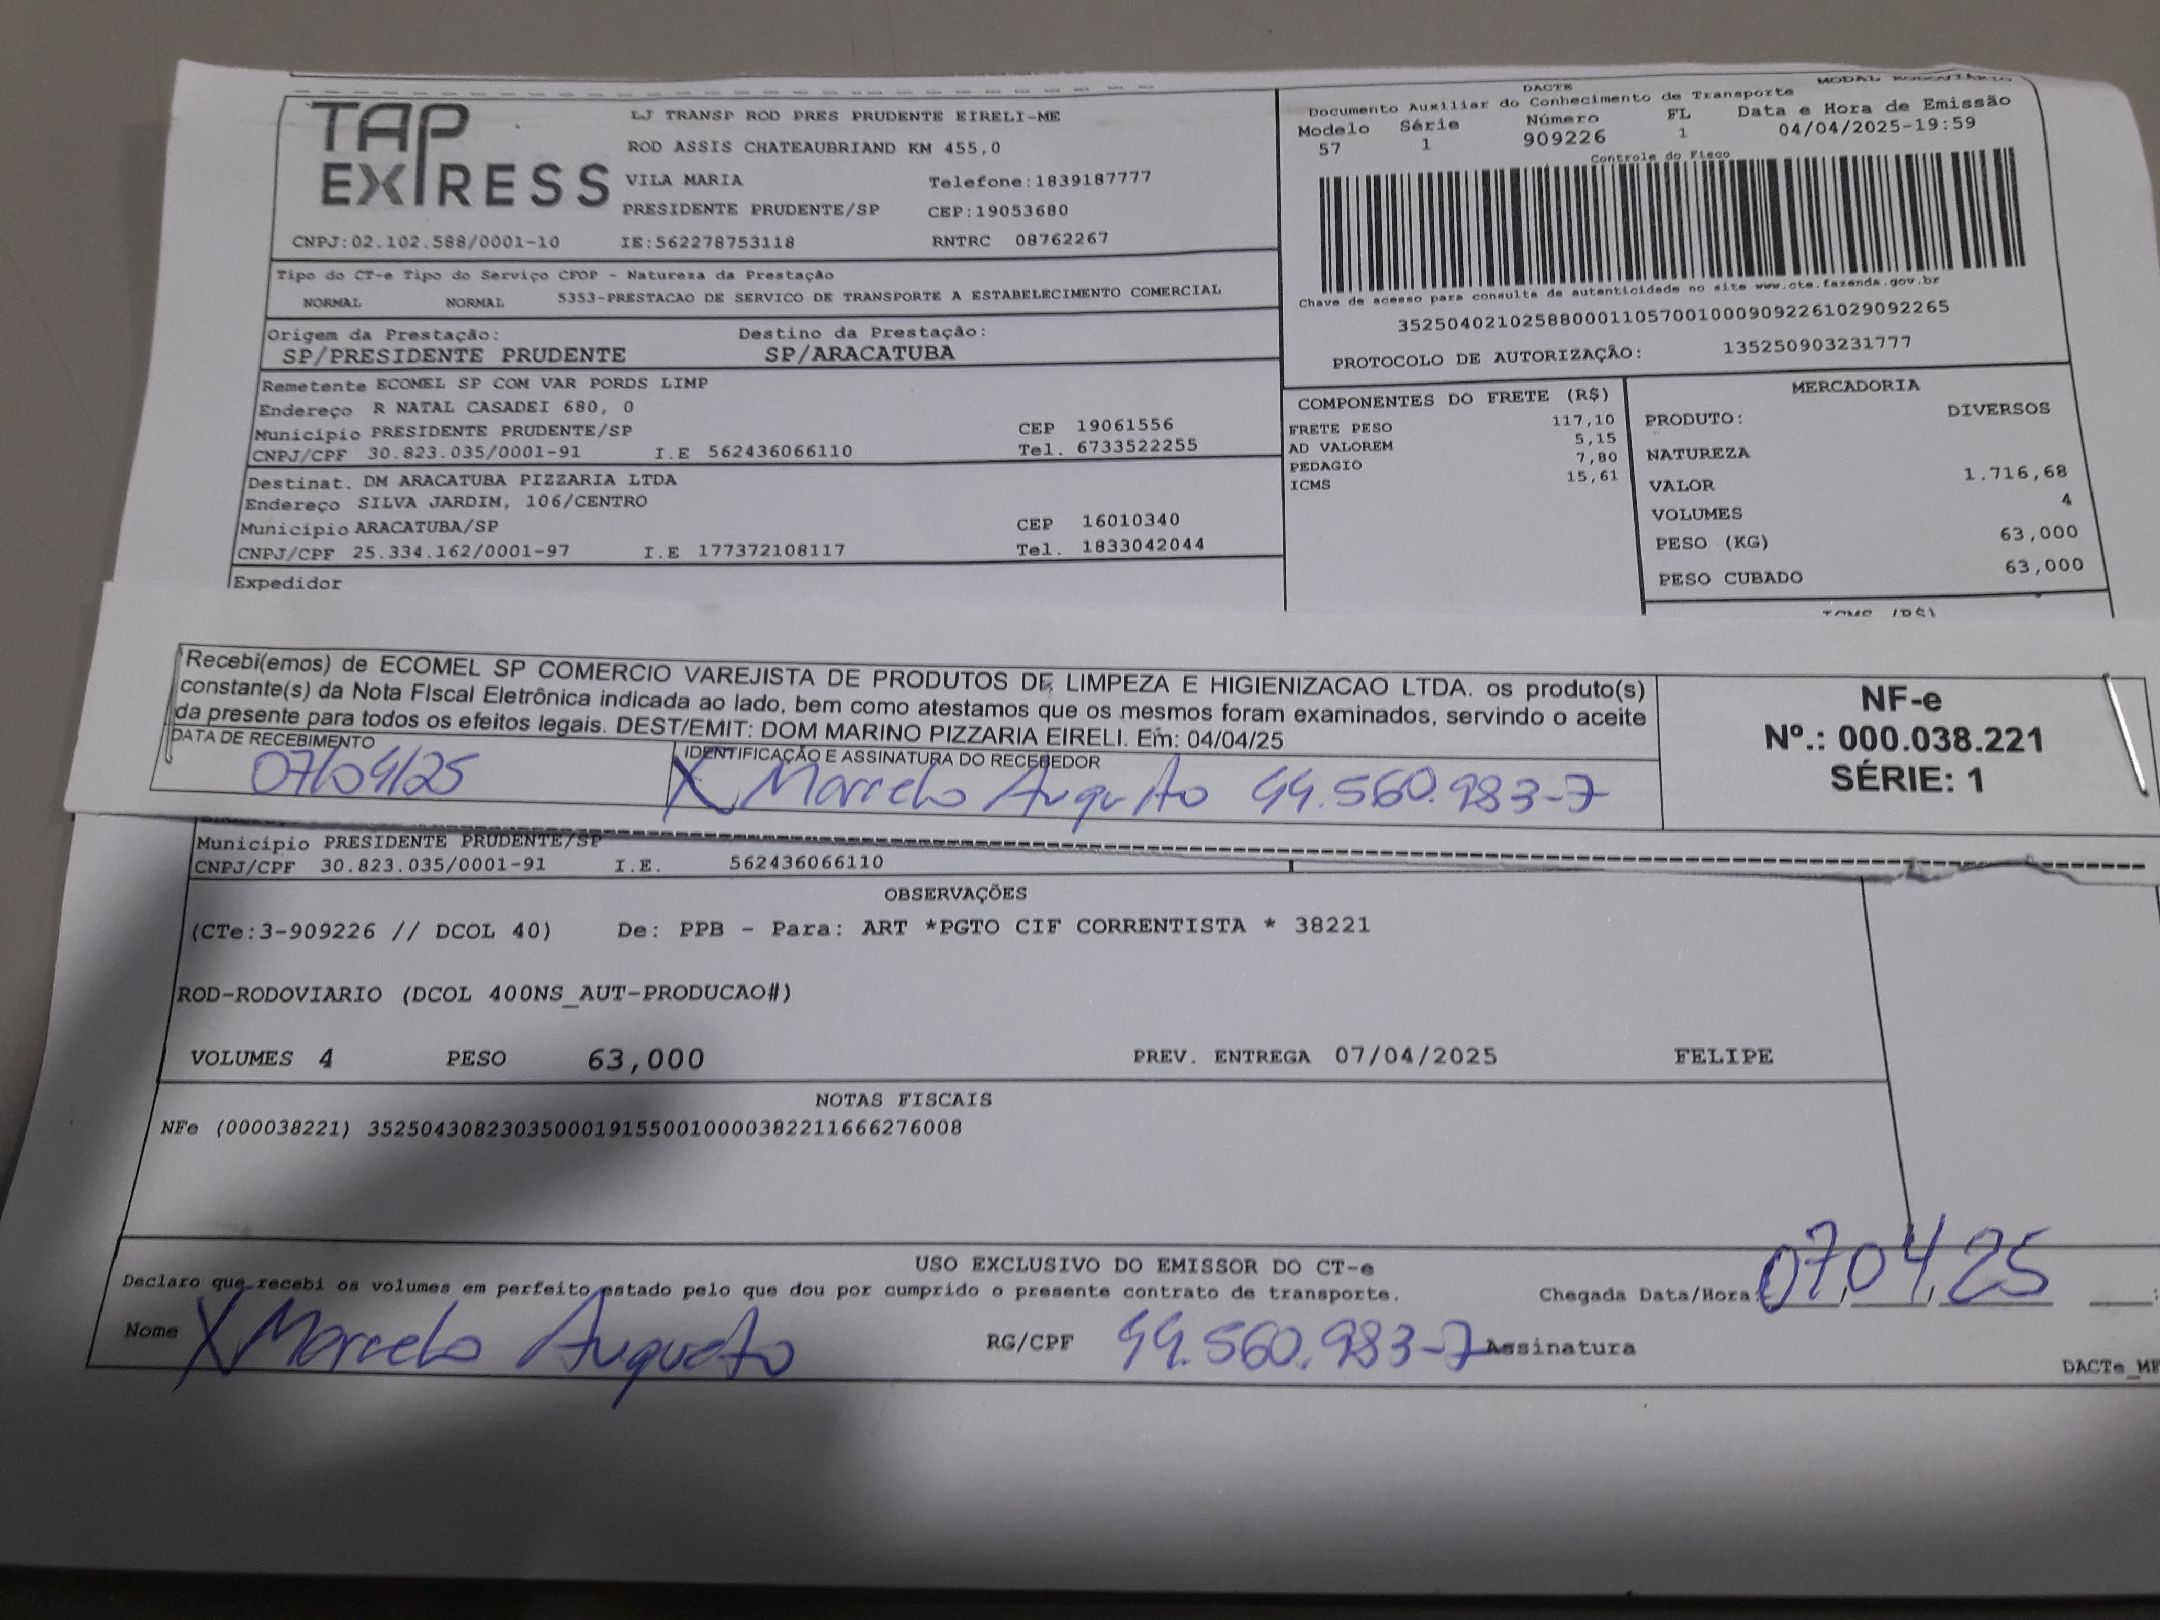 TAP EXPRESS
LJ TRANSP ROD PRES PRUDENTE EIRELI-ME
ROD ASSIS CHATEAUBRIAND KM 455,0
VILA MARIA Telefone:1839187777
PRESIDENTE PRUDENTE/SP CEP:19053680
CNPJ:02.102.588/0001-10 IE:562278753118 RNTRC 08762267
DACTE MODAL RODOVIÁRIO
Documento Auxiliar do Conhecimento de Transporte
Modelo Série Número FL Data e Hora de Emissão
57 1 909226 1 04/04/2025-19:59
Controle do Fisco
Chave de acesso para consulta de autenticidade no site www.cte.fazenda.gov.br
35250402102588000110570010009092261029092265
PROTOCOLO DE AUTORIZAÇÃO: 135250903231777
Tipo do CT-e Tipo do Serviço CFOP - Natureza da Prestação
NORMAL NORMAL 5353-PRESTACAO DE SERVICO DE TRANSPORTE A ESTABELECIMENTO COMERCIAL
Origem da Prestação: Destino da Prestação:
SP/PRESIDENTE PRUDENTE SP/ARACATUBA
Remetente ECOMEL SP COM VAR PORDS LIMP
Endereço R NATAL CASADEI 680, 0
Município PRESIDENTE PRUDENTE/SP CEP 19061556
CNPJ/CPF 30.823.035/0001-91 I.E 562436066110 Tel. 6733522255
Destinat. DM ARACATUBA PIZZARIA LTDA
Endereço SILVA JARDIM, 106/CENTRO
Município ARACATUBA/SP CEP 16010340
CNPJ/CPF 25.334.162/0001-97 I.E 177372108117 Tel. 1833042044
Expedidor
COMPONENTES DO FRETE (R$)
FRETE PESO 117,10
AD VALOREM 5,15
PEDAGIO 7,80
ICMS 15,61
MERCADORIA
PRODUTO: DIVERSOS
NATUREZA
VALOR 1.716,68
VOLUMES 4
PESO (KG) 63,000
PESO CUBADO 63,000
ICMS (R$)
Recebi(emos) de ECOMEL SP COMERCIO VAREJISTA DE PRODUTOS DE LIMPEZA E HIGIENIZACAO LTDA. os produto(s)
constante(s) da Nota FIscal Eletrônica indicada ao lado, bem como atestamos que os mesmos foram examinados, servindo o aceite
da presente para todos os efeitos legais. DEST/EMIT: DOM MARINO PIZZARIA EIRELI. Em: 04/04/25
DATA DE RECEBIMENTO IDENTIFICAÇÃO E ASSINATURA DO RECEBEDOR
07/04/25 X Marcelo Augusto 44.560.983-7
NF-e
Nº.: 000.038.221
SÉRIE: 1
Município PRESIDENTE PRUDENTE/SP
CNPJ/CPF 30.823.035/0001-91 I.E. 562436066110
OBSERVAÇÕES
(CTe:3-909226 // DCOL 40) De: PPB - Para: ART *PGTO CIF CORRENTISTA * 38221
ROD-RODOVIARIO (DCOL 400NS_AUT-PRODUCAO#)
VOLUMES 4 PESO 63,000 PREV. ENTREGA 07/04/2025 FELIPE
NOTAS FISCAIS
NFe (000038221) 35250430823035000191550010000382211666276008
USO EXCLUSIVO DO EMISSOR DO CT-e
Declaro que recebi os volumes em perfeito estado pelo que dou por cumprido o presente contrato de transporte. Chegada Data/Hora: 07/04/25
Nome X Marcelo Augusto RG/CPF 44.560.983-7 Assinatura
DACTe_ME